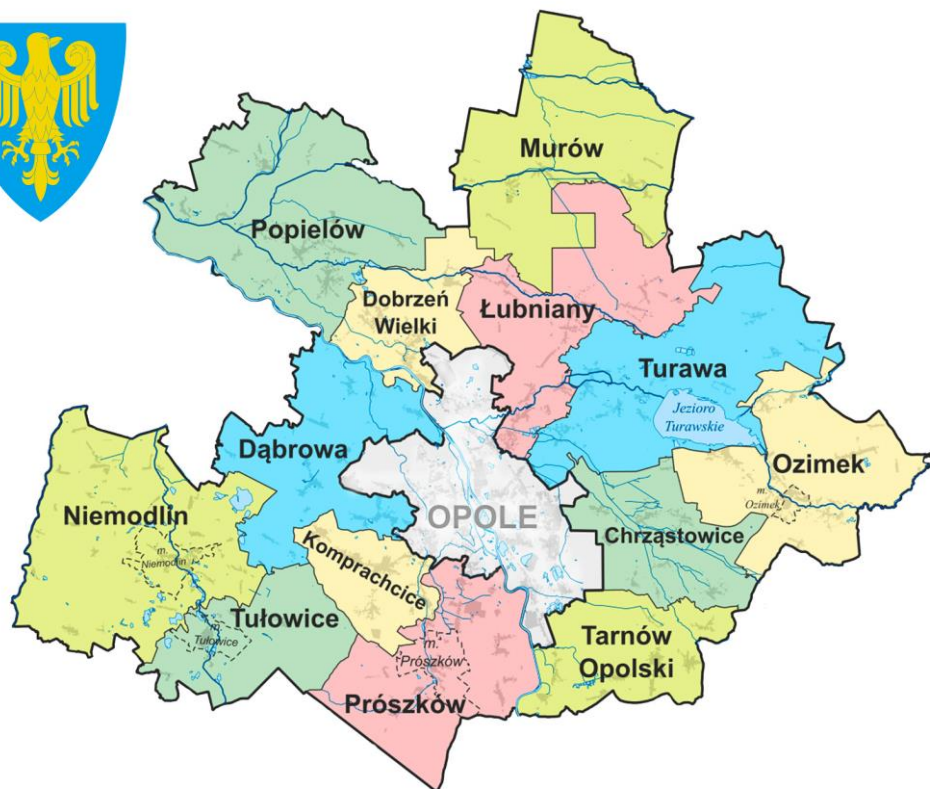 Murów
Popielów
Dobrzeń
Wielki
Łubniany
Turawa
Jezioro
Turawskie
Dąbrowa
Ozimek
m.
Ozimek
Niemodlin
m.
Niemodlin
OPOLE
Chrząstowice
Komprachcice
Tułowice
m.
Tułowice
Tarnów
Opolski
m.
Prószków
Prószków